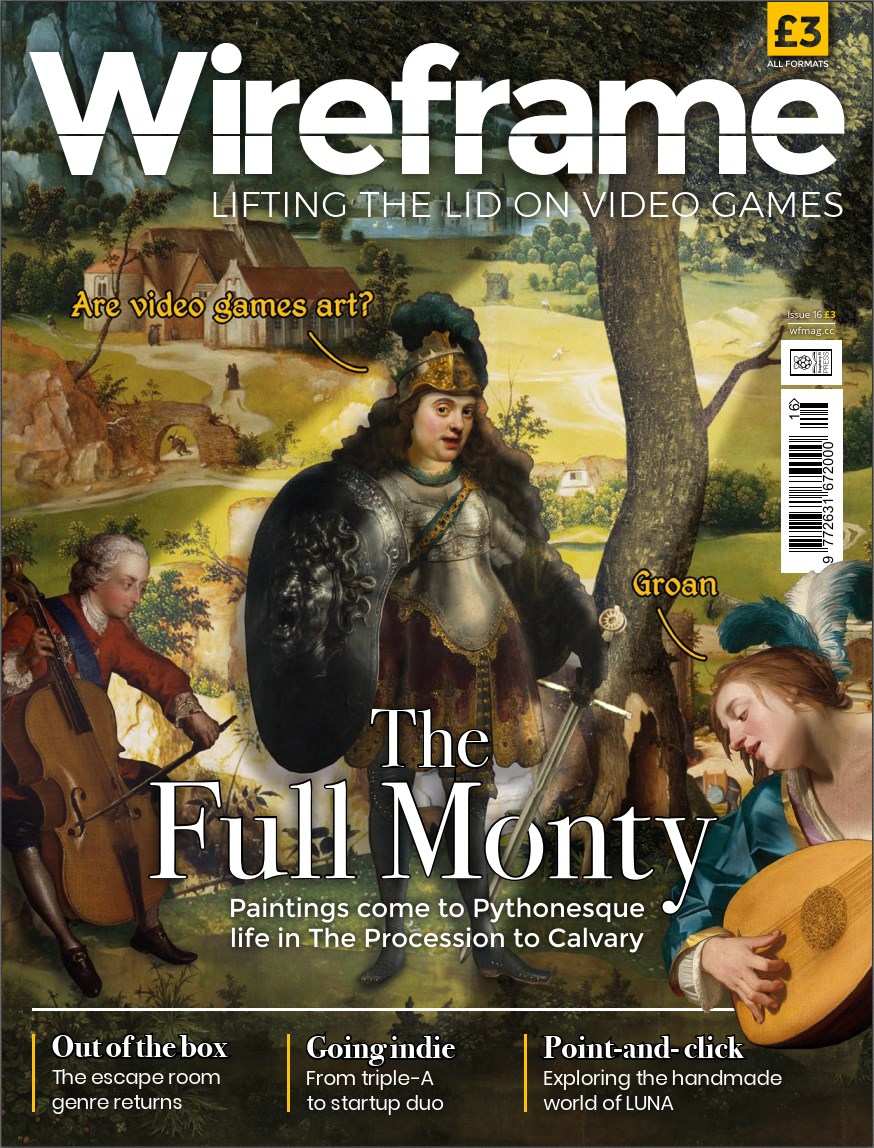 £3
ALL FORMATS
Wireframe
LIFTING THE LID ON VIDEO GAMES
Are video games art?
Issue 16 £3
wfmag.cc
16
9 772631 672000
Groan
The
Full Monty
Paintings come to Pythonesque
life in The Procession to Calvary
Out of the box
The escape room
genre returns
Going indie
From triple-A
to startup duo
Point-and-click
Exploring the handmade
world of LUNA